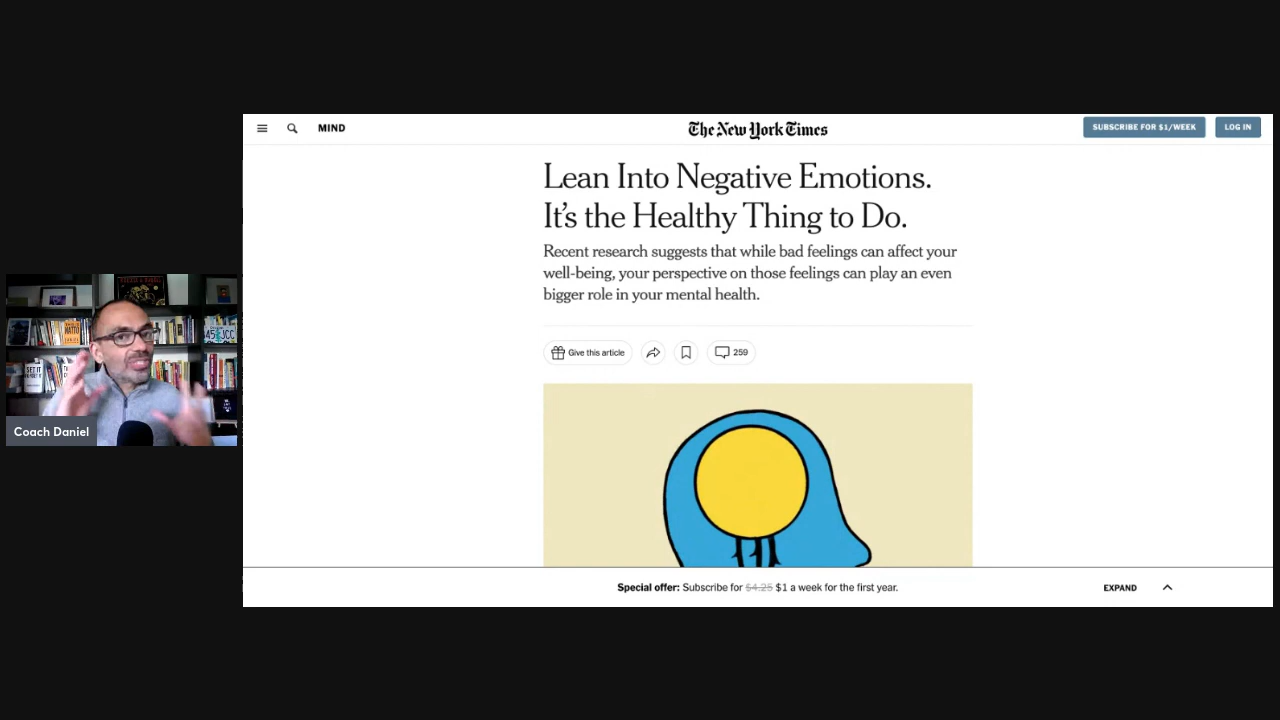 MIND
The New York Times
SUBSCRIBE FOR $1/WEEK
LOG IN
Lean Into Negative Emotions.
It's the Healthy Thing to Do.
Recent research suggests that while bad feelings can affect your
well-being, your perspective on those feelings can play an even
bigger role in your mental health.
Give this article
259
Coach Daniel
Special offer: Subscribe for $4.25 $1 a week for the first year.
EXPAND